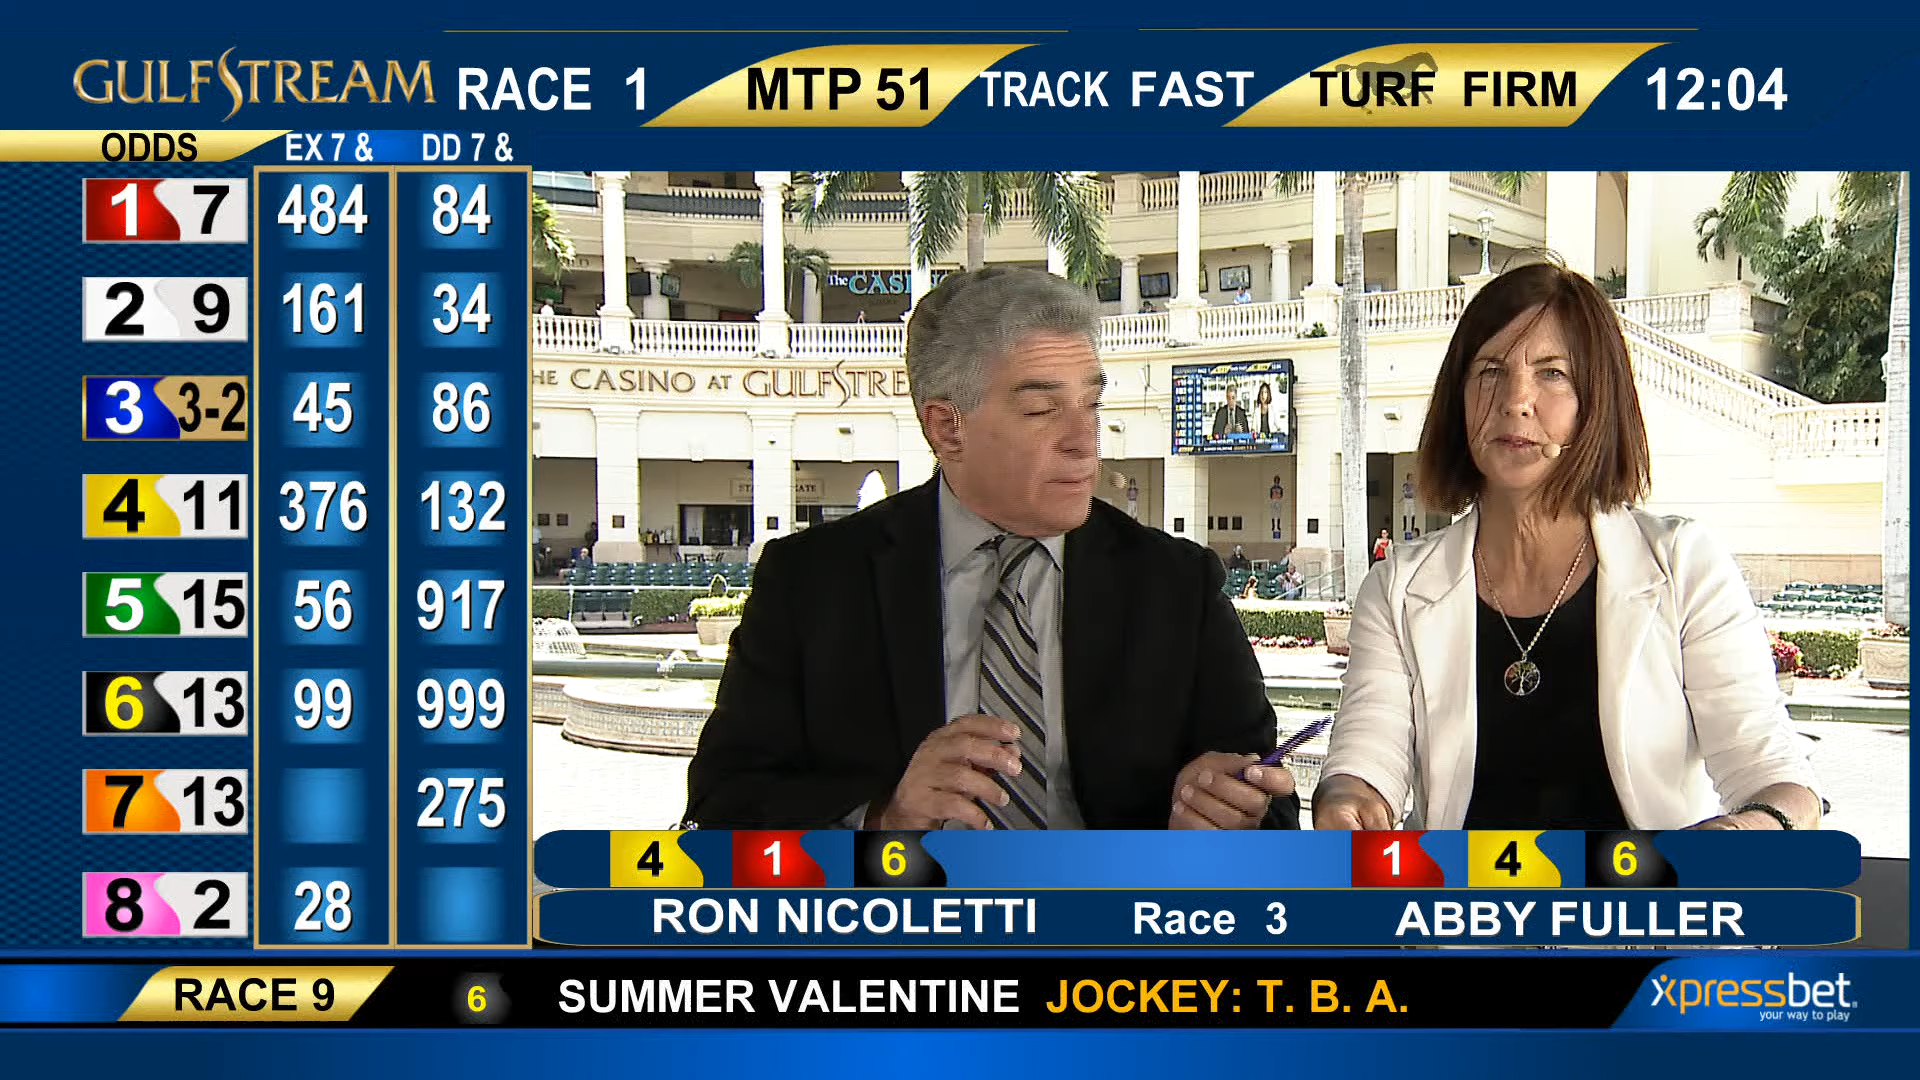 GULFSTREAM RACE 1 MTP 51 TRACK FAST TURF FIRM 12:04
ODDS EX 7 & DD 7 &
1 7 484 84
2 9 161 34
3 3-2 45 86
4 11 376 132
5 15 56 917
6 13 99 999
7 13 275
8 2 28
The CASI
HE CASINO AT GULFSTRE
4 1 6 1 4 6
RON NICOLETTI Race 3 ABBY FULLER
RACE 9 6 SUMMER VALENTINE JOCKEY: T. B. A.
xpressbet
your way to play